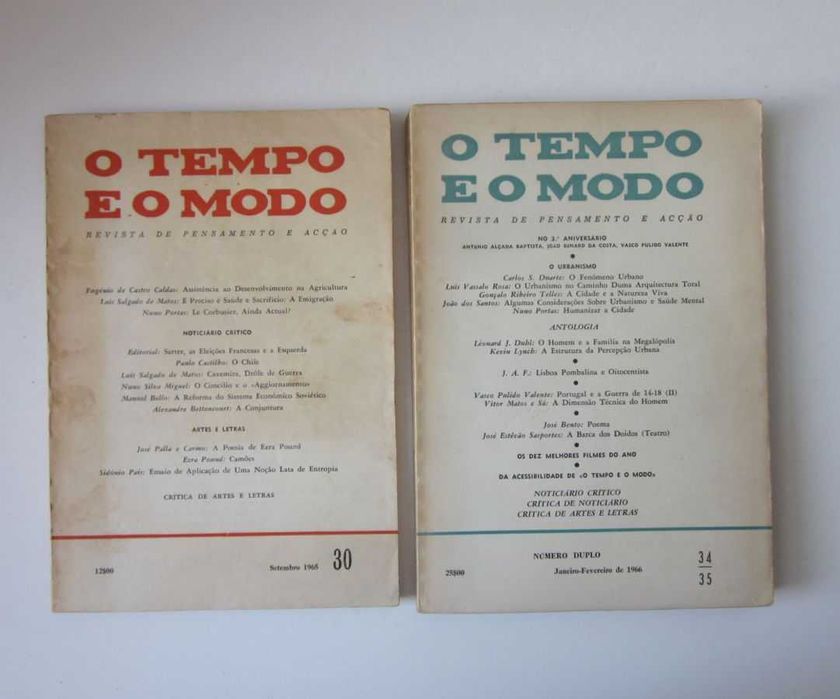 O TEMPO
E O MODO
REVISTA DE PENSAMENTO E ACÇÃO
Eugénio de Castro Caldas: Assistência ao Desenvolvimento na Agricultura
Luís Salgado de Matos: É Preciso é Saúde e Sacrifício: A Emigração
Nuno Portas: Le Corbusier, Ainda Actual?
NOTICIÁRIO CRÍTICO
Editorial: Sartre, as Eleições Francesas e a Esquerda
Paulo Castilho: O Chile
Luís Salgado de Matos: Caxemira, Drôle de Guerra
Nuno Silva Miguel: O Concílio e o «Aggiornamento»
Manuel Bello: A Reforma do Sistema Económico Soviético
Alexandre Bettencourt: A Conjuntura
ARTES E LETRAS
José Palla e Carmo: A Poesia de Ezra Pound
Ezra Pound: Camões
Sidónio Pais: Ensaio de Aplicação de Uma Noção Lata de Entropia
CRÍTICA DE ARTES E LETRAS
12$00
Setembro 1965 30
O TEMPO
E O MODO
REVISTA DE PENSAMENTO E ACÇÃO
NO 3.º ANIVERSÁRIO
ANTÓNIO ALÇADA BAPTISTA, JOÃO BÉNARD DA COSTA, VASCO PULIDO VALENTE
O URBANISMO
Carlos S. Duarte: O Fenómeno Urbano
Luís Vassalo Rosa: O Urbanismo no Caminho Duma Arquitectura Total
Gonçalo Ribeiro Telles: A Cidade e a Natureza Viva
João dos Santos: Algumas Considerações Sobre Urbanismo e Saúde Mental
Nuno Portas: Humanizar a Cidade
ANTOLOGIA
Léonard J. Duhl: O Homem e a Família na Megalópolis
Kevin Lynch: A Estrutura da Percepção Urbana
J. A. F.: Lisboa Pombalina e Oitocentista
Vasco Pulido Valente: Portugal e a Guerra de 14-18 (II)
Vítor Matos e Sá: A Dimensão Técnica do Homem
José Bento: Poema
José Estêvão Sasportes: A Barca dos Doidos (Teatro)
OS DEZ MELHORES FILMES DO ANO
DA ACESSIBILIDADE DE «O TEMPO E O MODO»
NOTICIÁRIO CRÍTICO
CRÍTICA DE NOTICIÁRIO
CRÍTICA DE ARTES E LETRAS
NÚMERO DUPLO
25$00
Janeiro-Fevereiro de 1966
34
35